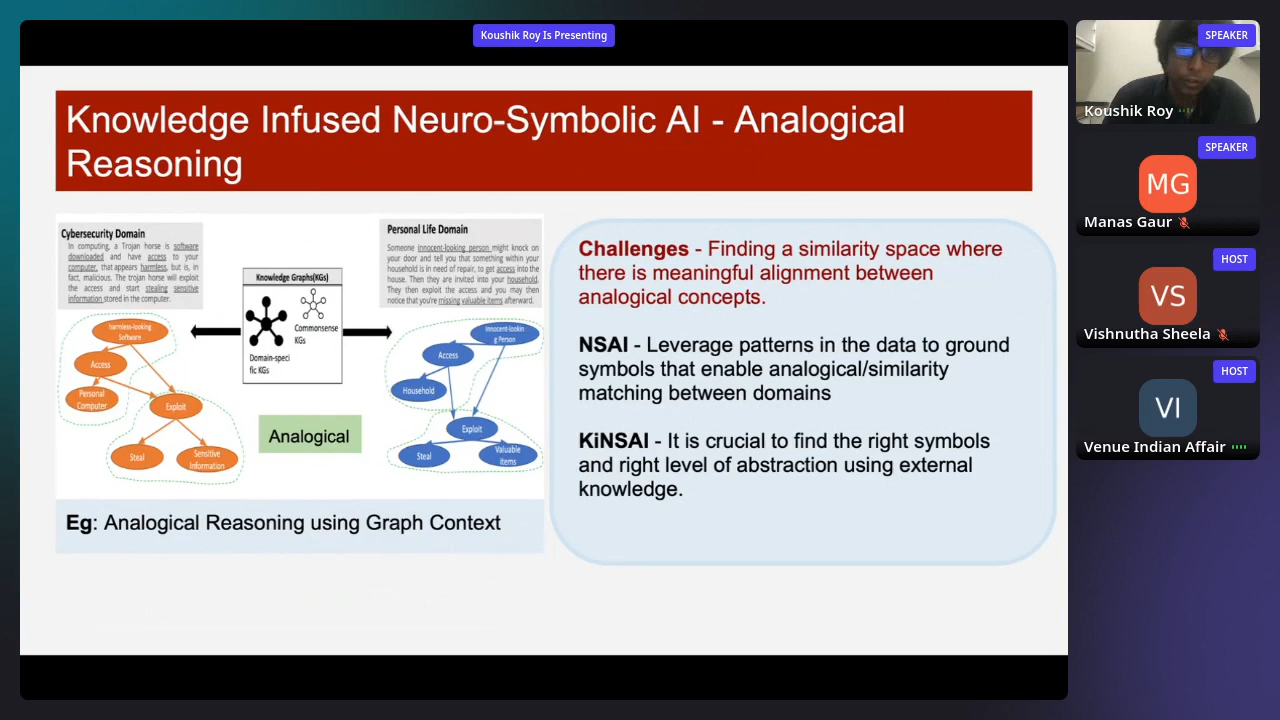 Koushik Roy Is Presenting
Knowledge Infused Neuro-Symbolic AI - Analogical
Reasoning
Cybersecurity Domain
In computing, a Trojan horse is software
downloaded and have access to your
computer, that appears harmless, but is, in
fact, malicious. The trojan horse will exploit
the access and start stealing sensitive
information stored in the computer.
Personal Life Domain
Someone innocent-looking person might knock on
your door and tell you that something within your
household is in need of repair, to get access into the
house. Then they are invited into your household.
They then exploit the access and you may then
notice that you're missing valuable items afterward.
Knowledge Graphs(KGs)
Commonsense
KGs
Domain-speci
fic KGs
harmless-looking
Software
Access
Personal
Computer
Exploit
Steal
Sensitive
Information
Analogical
innocent-lookin
g Person
Access
Household
Exploit
Steal
Valuable
items
Eg: Analogical Reasoning using Graph Context
Challenges - Finding a similarity space where
there is meaningful alignment between
analogical concepts.
NSAI - Leverage patterns in the data to ground
symbols that enable analogical/similarity
matching between domains
KiNSAI - It is crucial to find the right symbols
and right level of abstraction using external
knowledge.
SPEAKER
Koushik Roy
SPEAKER
MG
Manas Gaur
HOST
VS
Vishnutha Sheela
HOST
VI
Venue Indian Affair